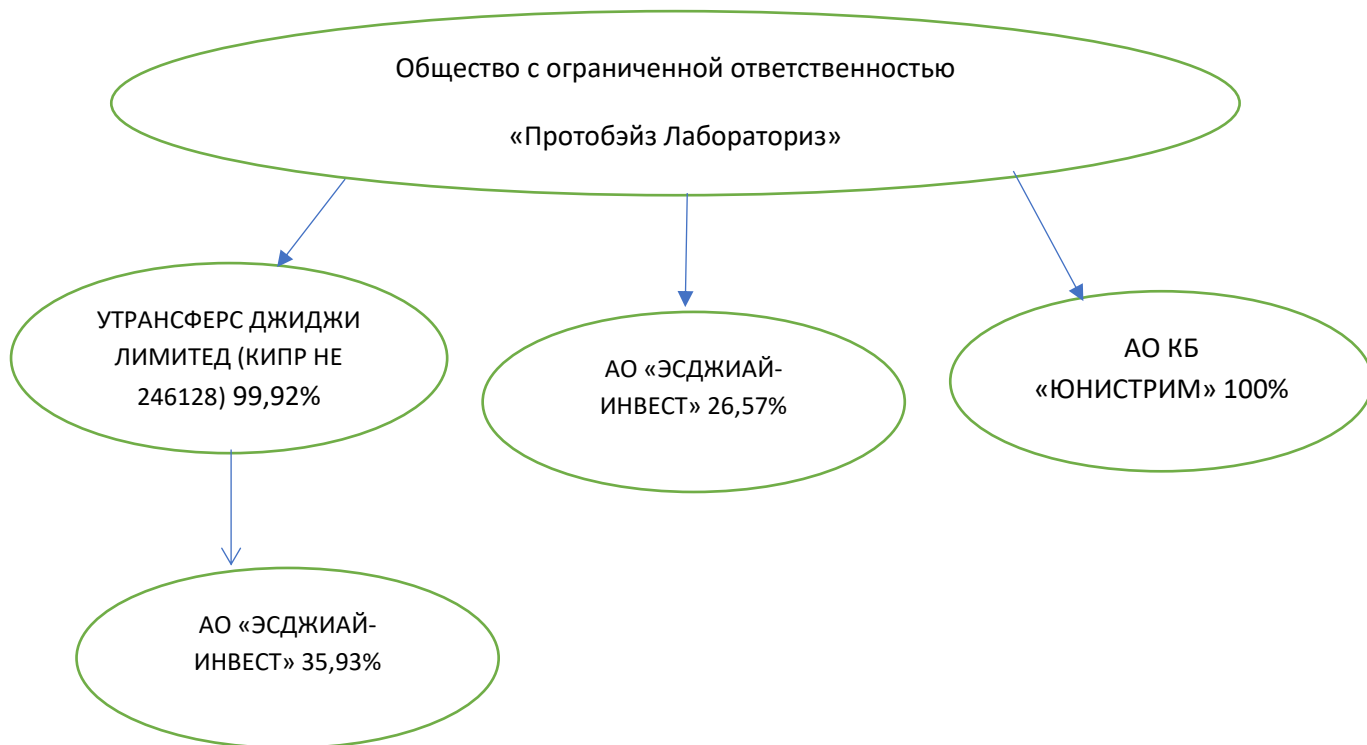 Общество с ограниченной ответственностью
«Протобэйз Лабораториз»
УТРАНСФЕРС ДЖИДЖИ
ЛИМИТЕД (КИПР НЕ
246128) 99,92%
АО «ЭСДЖИАЙ-
ИНВЕСТ» 26,57%
АО КБ
«ЮНИСТРИМ» 100%
АО «ЭСДЖИАЙ-
ИНВЕСТ» 35,93%